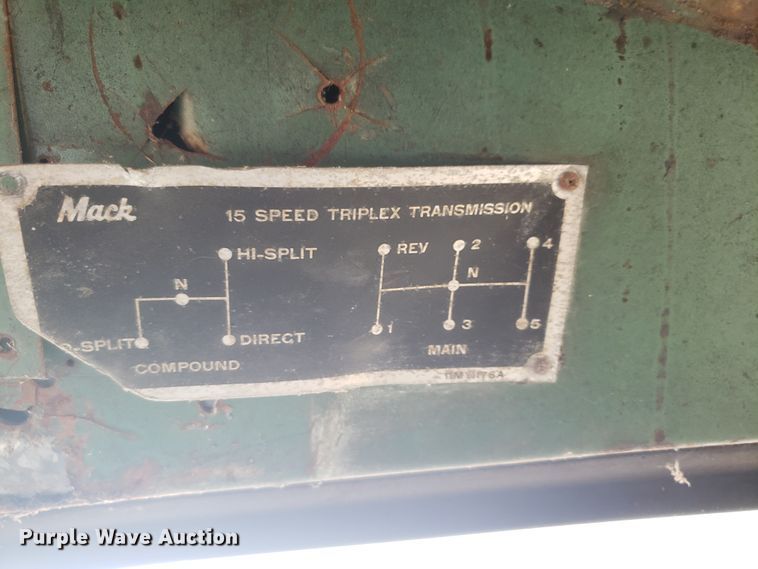 Mack 15 SPEED TRIPLEX TRANSMISSION
HI-SPLIT REV 2 4
N N
-SPLIT DIRECT 1 3 5
COMPOUND MAIN
Purple Wave Auction